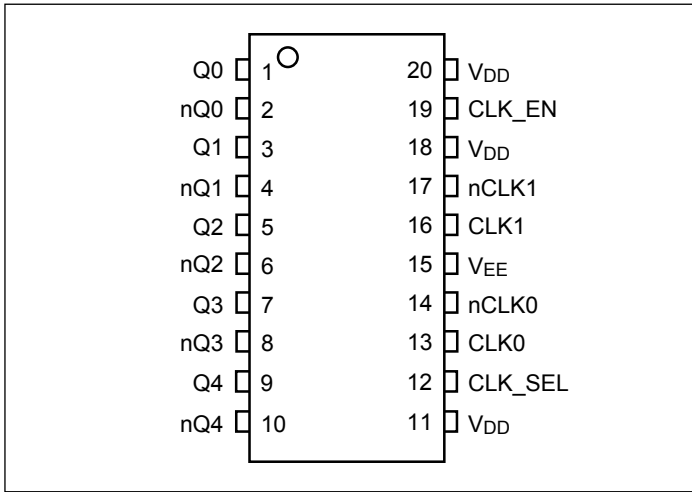 Q0 1 20 VDD
nQ0 2 19 CLK_EN
Q1 3 18 VDD
nQ1 4 17 nCLK1
Q2 5 16 CLK1
nQ2 6 15 VEE
Q3 7 14 nCLK0
nQ3 8 13 CLK0
Q4 9 12 CLK_SEL
nQ4 10 11 VDD